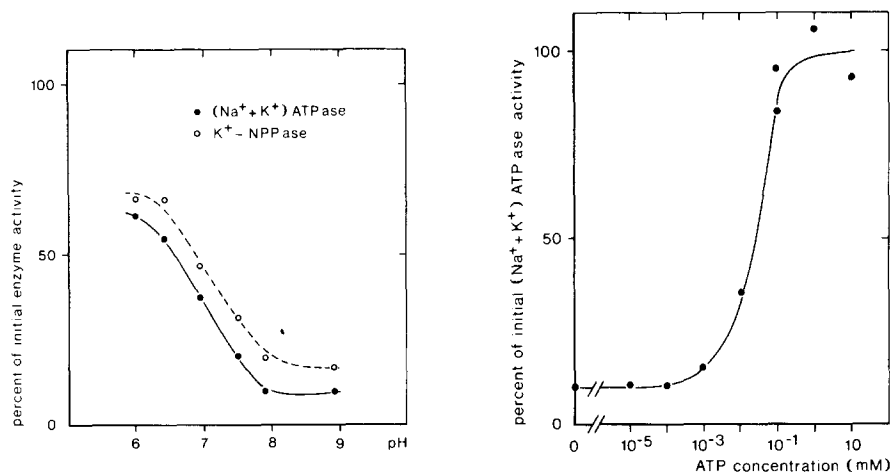 percent of initial enzyme activity
100
50
0
● (Na⁺+K⁺) ATPase
○ K⁺– NPPase
6 7 8 9 pH
percent of initial (Na⁺+K⁺) ATPase activity
100
50
0
0 10⁻⁵ 10⁻³ 10⁻¹ 10
ATP concentration (mM)